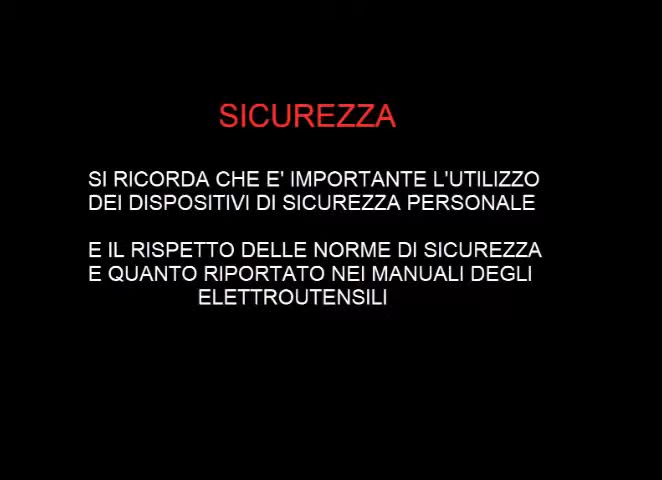 SICUREZZA
SI RICORDA CHE E' IMPORTANTE L'UTILIZZO
DEI DISPOSITIVI DI SICUREZZA PERSONALE
E IL RISPETTO DELLE NORME DI SICUREZZA
E QUANTO RIPORTATO NEI MANUALI DEGLI
ELETTROUTENSILI